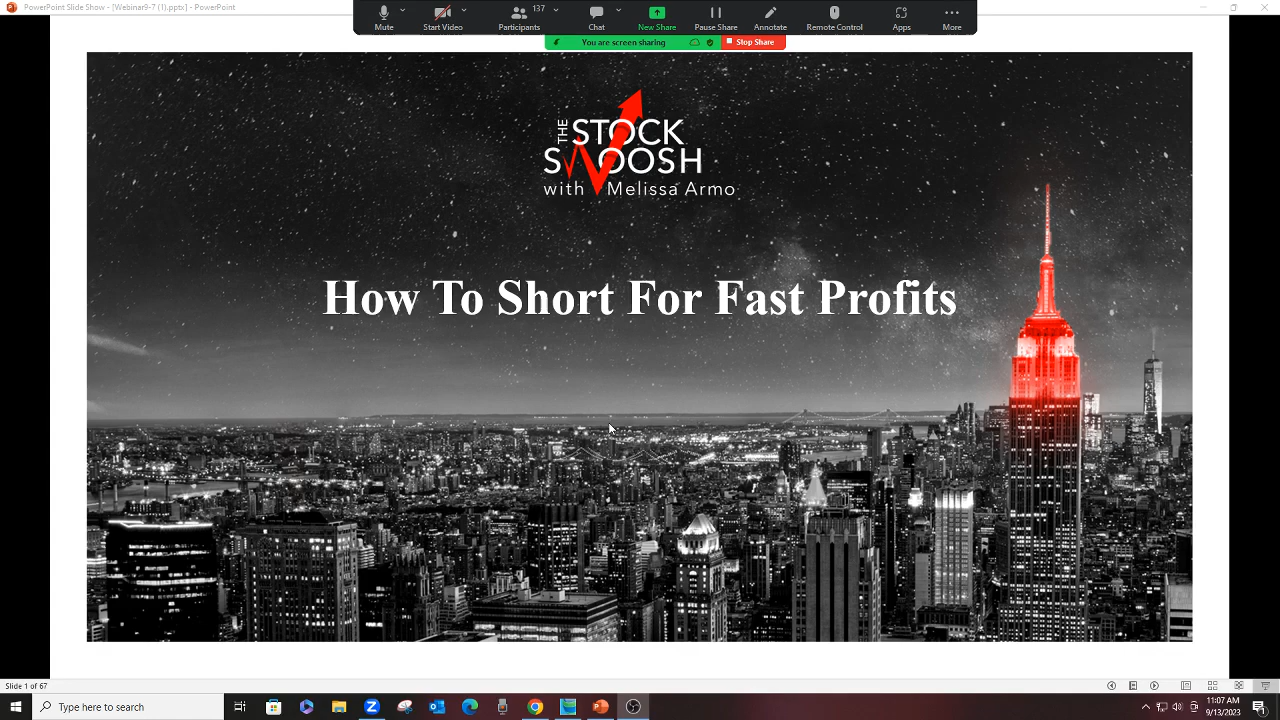 PowerPoint Slide Show - [Webinar9-7 (1).pptx] - PowerPoint
137
Mute
Start Video
Participants
Chat
New Share
Pause Share
Annotate
Remote Control
Apps
More
You are screen sharing
Stop Share
THE STOCK
SWOOSH
with Melissa Armo
How To Short For Fast Profits
Slide 1 of 67
Type here to search
11:07 AM
9/13/2023